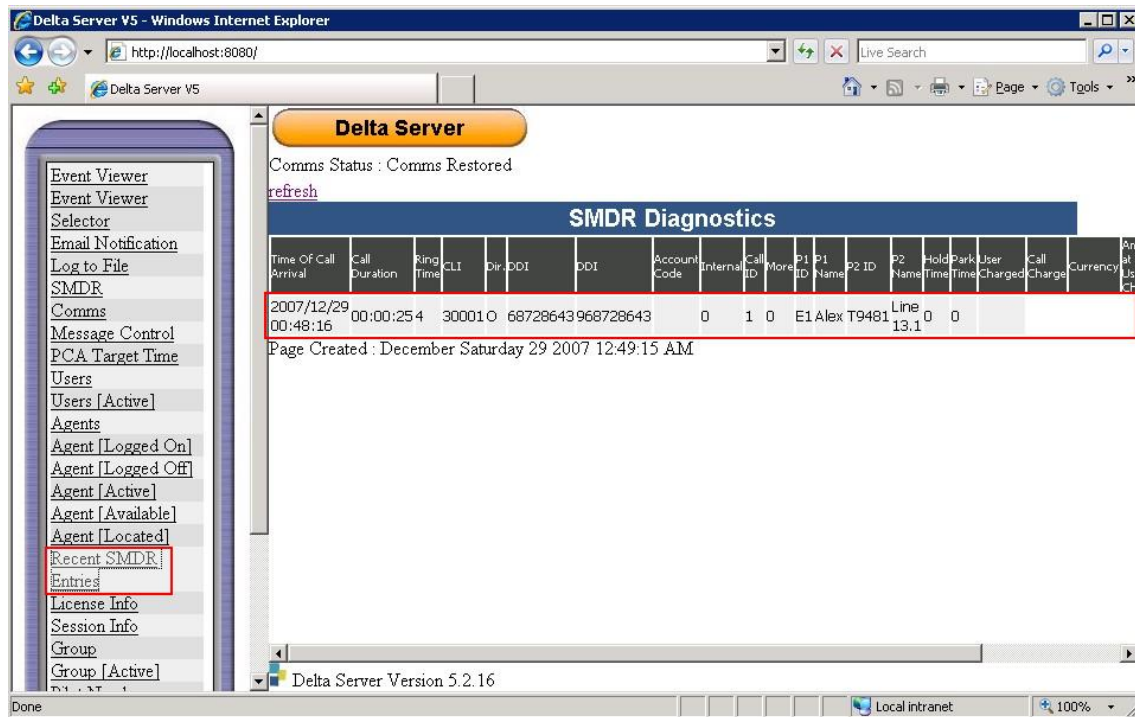 Delta Server V5 - Windows Internet Explorer
http://localhost:8080/
Live Search
Delta Server V5
Page
Tools
Event Viewer
Event Viewer
Selector
Email Notification
Log to File
SMDR
Comms
Message Control
PCA Target Time
Users
Users [Active]
Agents
Agent [Logged On]
Agent [Logged Off]
Agent [Active]
Agent [Available]
Agent [Located]
Recent SMDR
Entries
License Info
Session Info
Group
Group [Active]
Delta Server
Comms Status : Comms Restored
refresh
SMDR Diagnostics
Time Of Call Arrival Call Duration Ring Time CLI Dir. DDI DDI Account Code Internal Call ID More P1 ID P1 Name P2 ID P2 Name Hold Time Park Time User Charged Call Charge Currency
2007/12/29 00:48:16 00:00:25 4 30001 O 68728643 968728643 0 1 0 E1 Alex T9481 Line 13.1 0 0
Page Created : December Saturday 29 2007 12:49:15 AM
Delta Server Version 5.2.16
Done
Local intranet
100%